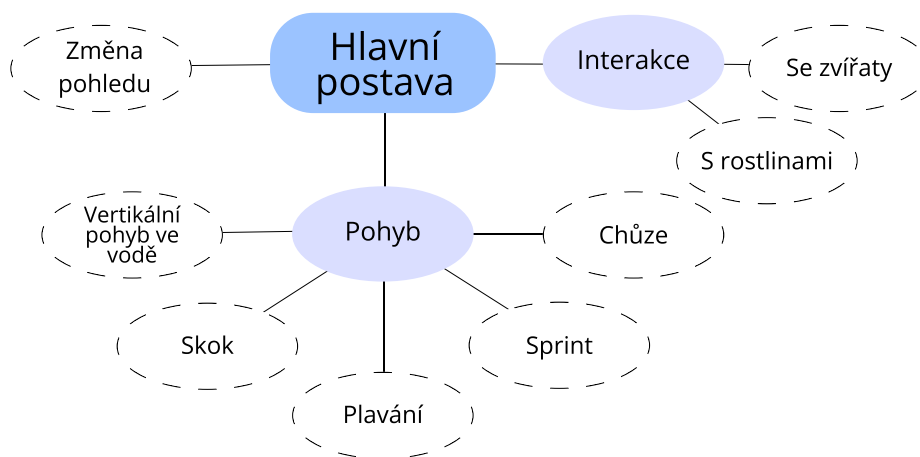 Změna
pohledu
Hlavní
postava
Interakce
Se zvířaty
S rostlinami
Vertikální
pohyb ve
vodě
Pohyb
Chůze
Skok
Sprint
Plavání